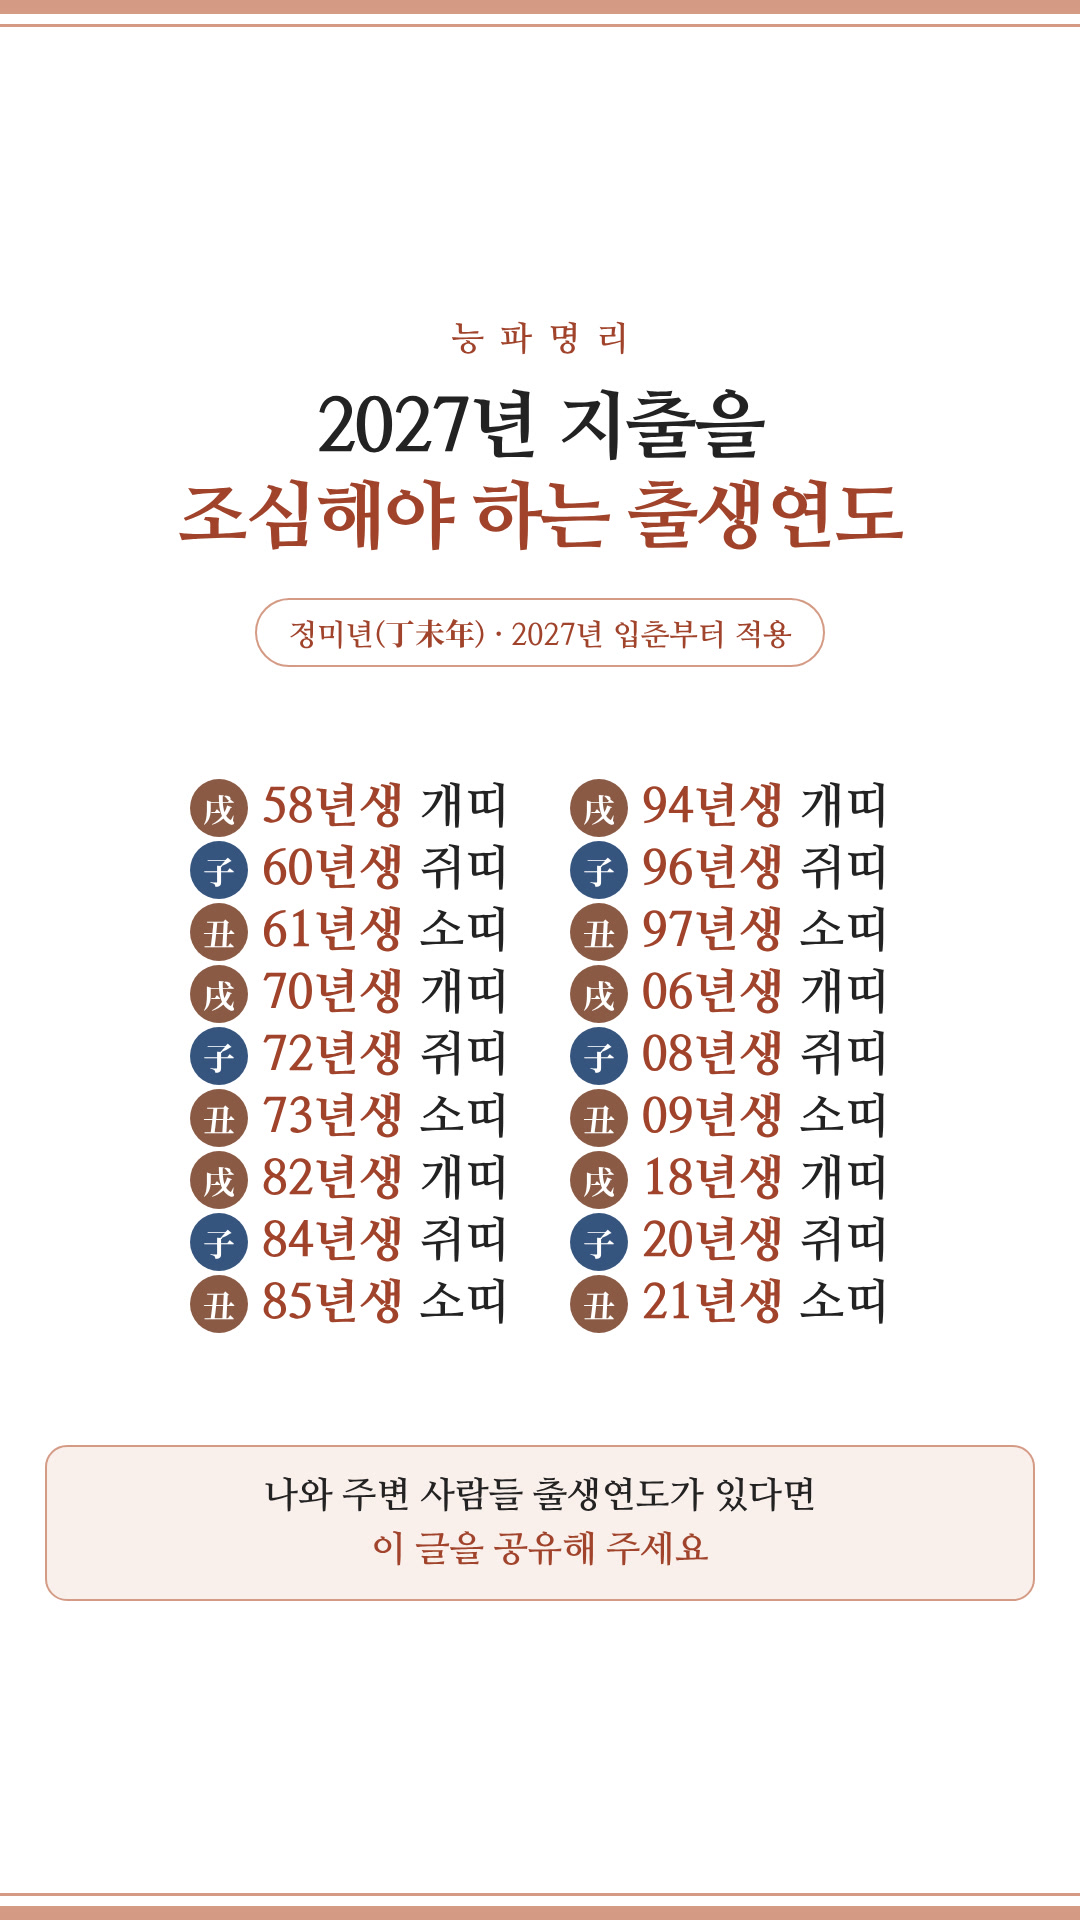 능파명리
2027년 지출을
조심해야 하는 출생연도
정미년(丁未年) · 2027년 입춘부터 적용
戌 58년생 개띠
子 60년생 쥐띠
丑 61년생 소띠
戌 70년생 개띠
子 72년생 쥐띠
丑 73년생 소띠
戌 82년생 개띠
子 84년생 쥐띠
丑 85년생 소띠
戌 94년생 개띠
子 96년생 쥐띠
丑 97년생 소띠
戌 06년생 개띠
子 08년생 쥐띠
丑 09년생 소띠
戌 18년생 개띠
子 20년생 쥐띠
丑 21년생 소띠
나와 주변 사람들 출생연도가 있다면
이 글을 공유해 주세요